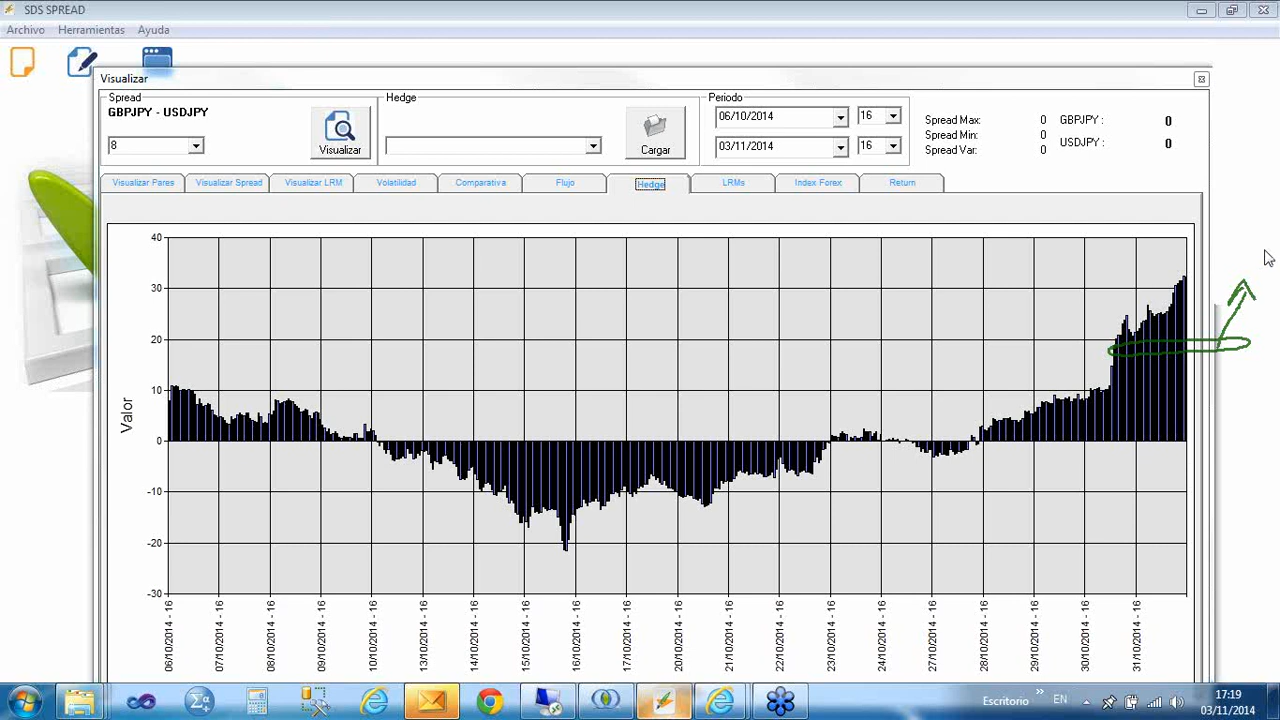 SDS SPREAD
Archivo Herramientas Ayuda
Visualizar
Spread
GBPJPY - USDJPY
8
Visualizar
Hedge
Cargar
Periodo
06/10/2014 16
03/11/2014 16
Spread Max: 0 GBPJPY : 0
Spread Min: 0 USDJPY : 0
Spread Var: 0
Visualizar Pares Visualizar Spread Visualizar LRM Volatilidad Comparativa Flujo Hedge LRMs Index Forex Return
40
30
20
10
0
-10
-20
-30
Valor
06/10/2014 - 16
07/10/2014 - 16
08/10/2014 - 16
09/10/2014 - 16
10/10/2014 - 16
13/10/2014 - 16
14/10/2014 - 16
15/10/2014 - 16
16/10/2014 - 16
17/10/2014 - 16
20/10/2014 - 16
21/10/2014 - 16
22/10/2014 - 16
23/10/2014 - 16
24/10/2014 - 16
27/10/2014 - 16
28/10/2014 - 16
29/10/2014 - 16
30/10/2014 - 16
31/10/2014 - 16
Escritorio » EN
17:19
03/11/2014